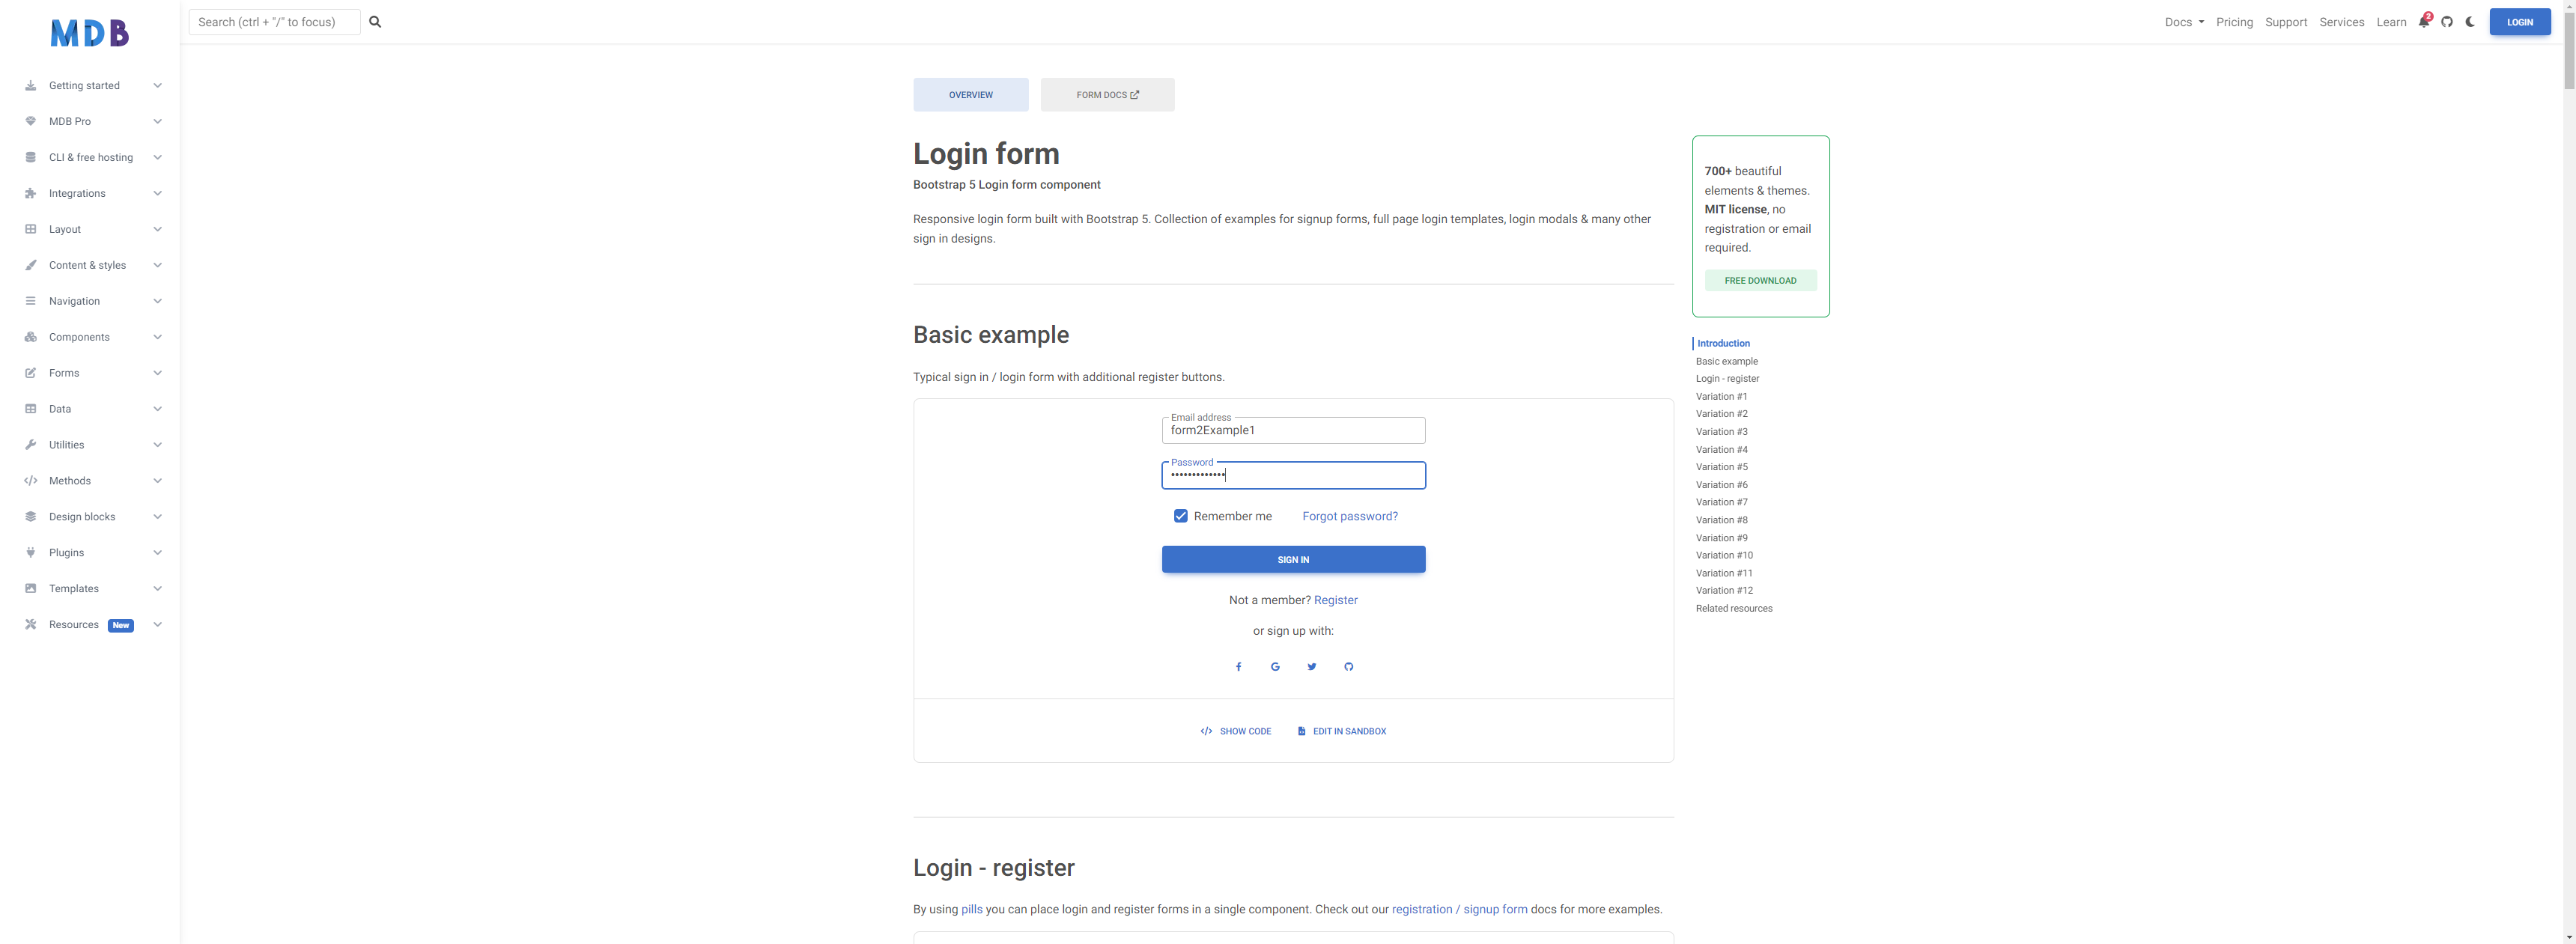 MDB
Search (ctrl + "/" to focus)
Docs
Pricing
Support
Services
Learn
2
LOGIN
Getting started
MDB Pro
CLI & free hosting
Integrations
Layout
Content & styles
Navigation
Components
Forms
Data
Utilities
Methods
Design blocks
Plugins
Templates
Resources New
OVERVIEW
FORM DOCS
Login form
Bootstrap 5 Login form component
Responsive login form built with Bootstrap 5. Collection of examples for signup forms, full page login templates, login modals & many other
sign in designs.
Basic example
Typical sign in / login form with additional register buttons.
Email address
form2Example1
Password
•••••••••••••
Remember me
Forgot password?
SIGN IN
Not a member? Register
or sign up with:
SHOW CODE
EDIT IN SANDBOX
Login - register
By using pills you can place login and register forms in a single component. Check out our registration / signup form docs for more examples.
700+ beautiful
elements & themes.
MIT license, no
registration or email
required.
FREE DOWNLOAD
Introduction
Basic example
Login - register
Variation #1
Variation #2
Variation #3
Variation #4
Variation #5
Variation #6
Variation #7
Variation #8
Variation #9
Variation #10
Variation #11
Variation #12
Related resources